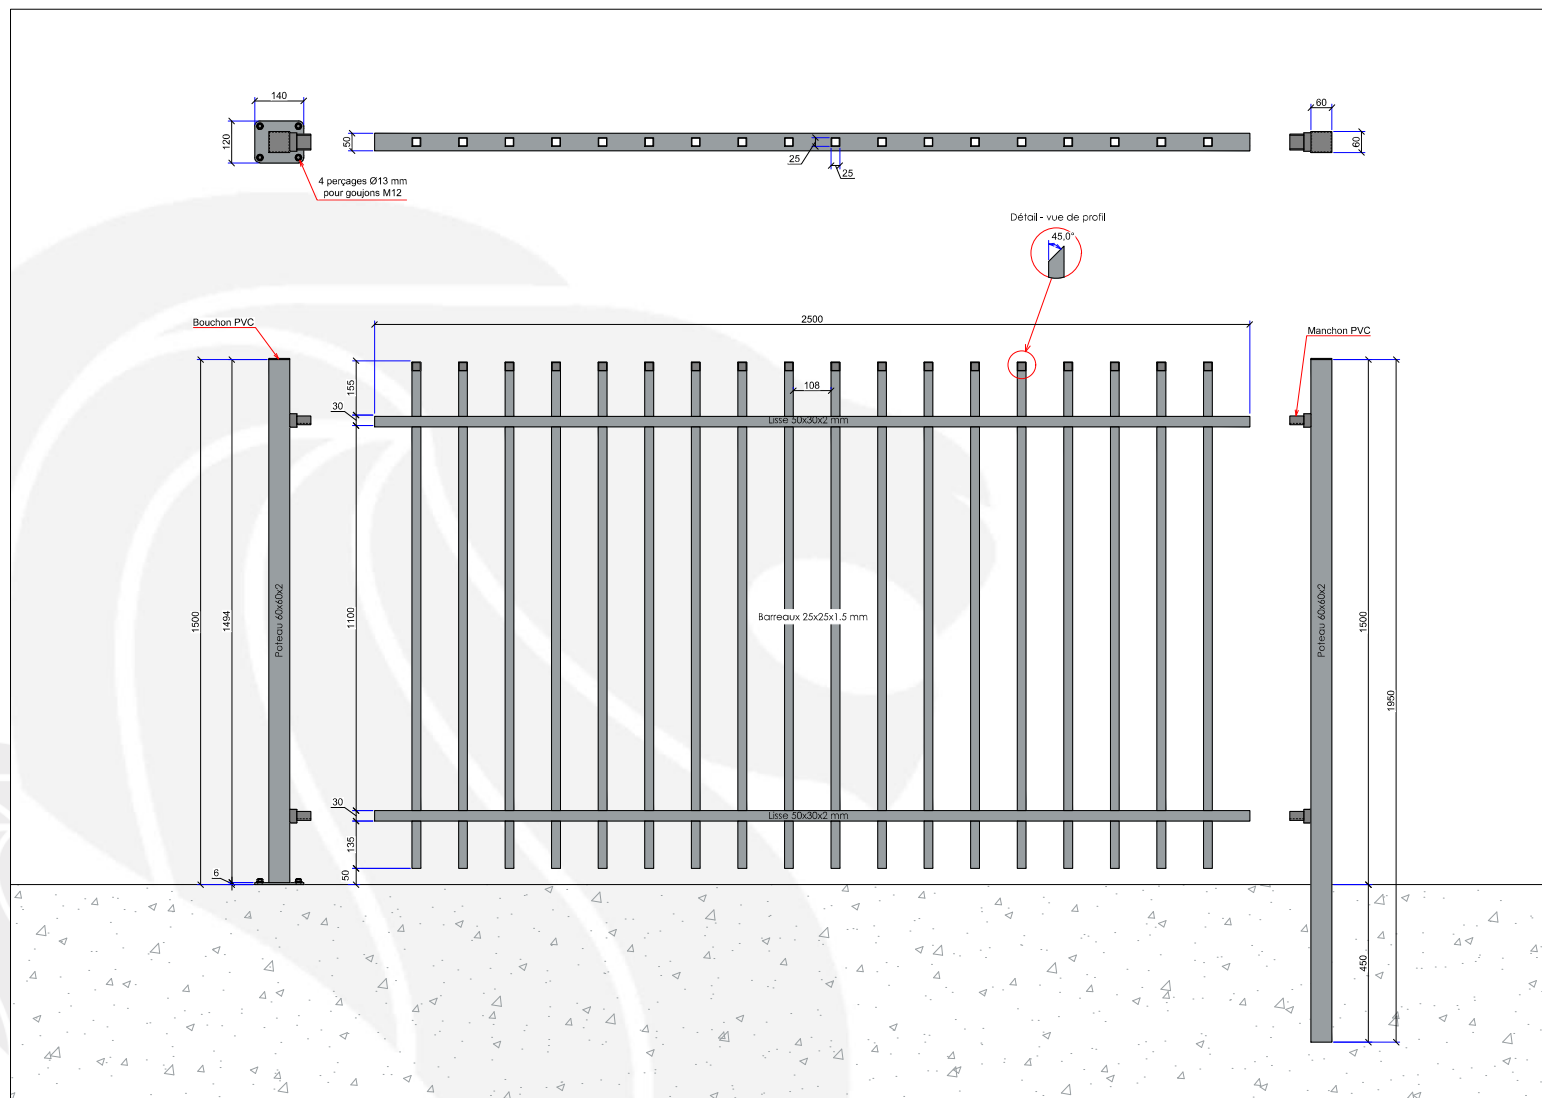 140
120
4 perçages Ø13 mm
pour goujons M12
50
25
25
60
60
Détail - vue de profil
45,0°
Bouchon PVC
2500
Manchon PVC
155
30
108
Lisse 50x30x2 mm
1500
1494
Poteau 60x60x2
1100
Barreaux 25x25x1.5 mm
Poteau 60x60x2
1500
1950
30
Lisse 50x30x2 mm
135
6
50
450